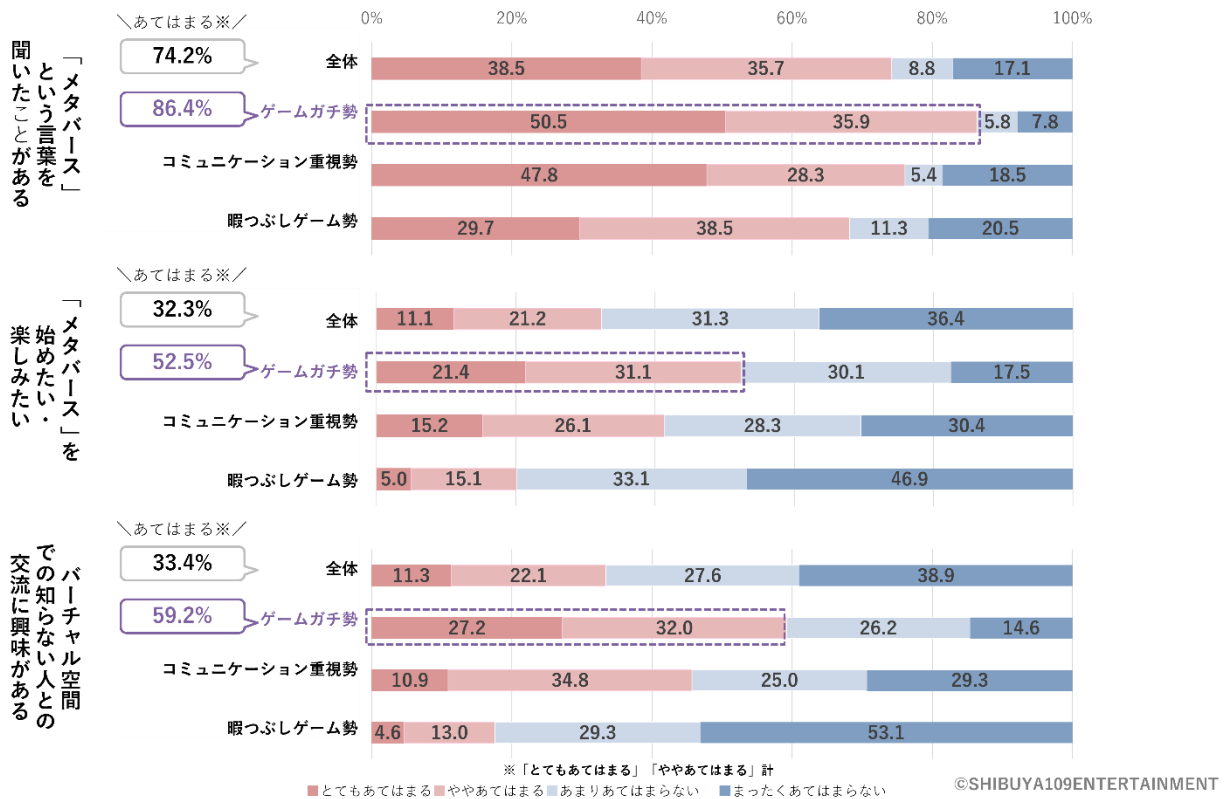 0%
20%
40%
60%
80%
100%
「メタバース」
という言葉を
聞いたことがある
＼あてはまる※／
74.2%
全体
38.5
35.7
8.8
17.1
86.4%
ゲームガチ勢
50.5
35.9
5.8
7.8
コミュニケーション重視勢
47.8
28.3
5.4
18.5
暇つぶしゲーム勢
29.7
38.5
11.3
20.5
「メタバース」を
始めたい・
楽しみたい
＼あてはまる※／
32.3%
全体
11.1
21.2
31.3
36.4
52.5%
ゲームガチ勢
21.4
31.1
30.1
17.5
コミュニケーション重視勢
15.2
26.1
28.3
30.4
暇つぶしゲーム勢
5.0
15.1
33.1
46.9
バーチャル空間
での知らない人との
交流に興味がある
＼あてはまる※／
33.4%
全体
11.3
22.1
27.6
38.9
59.2%
ゲームガチ勢
27.2
32.0
26.2
14.6
コミュニケーション重視勢
10.9
34.8
25.0
29.3
暇つぶしゲーム勢
4.6
13.0
29.3
53.1
※「とてもあてはまる」「ややあてはまる」計
とてもあてはまる
ややあてはまる
あまりあてはまらない
まったくあてはまらない
©SHIBUYA109ENTERTAINMENT